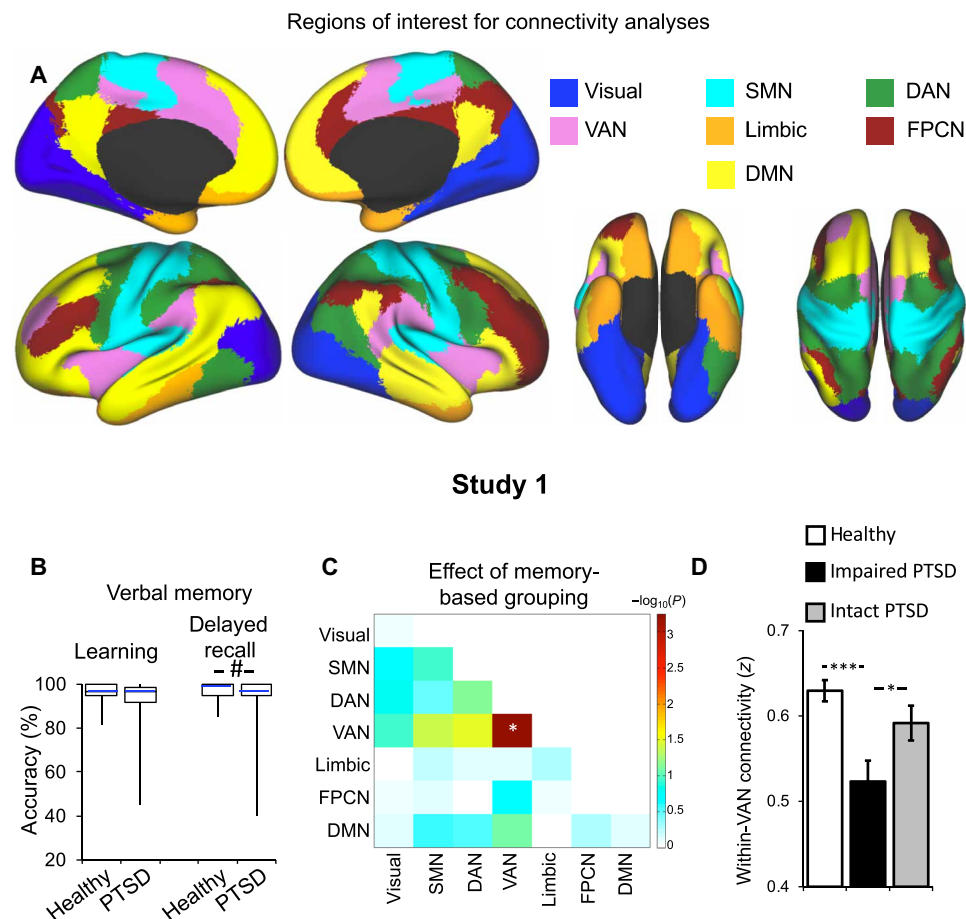 Regions of interest for connectivity analyses
A
Visual
SMN
DAN
VAN
Limbic
FPCN
DMN
Study 1
B
Verbal memory
Learning
Delayed
recall
#
Accuracy (%)
100
80
60
40
20
Healthy
PTSD
Healthy
PTSD
C
Effect of memory-
based grouping
−log10(P)
Visual
SMN
DAN
VAN
Limbic
FPCN
DMN
*
Visual
SMN
DAN
VAN
Limbic
FPCN
DMN
3
2.5
2
1.5
1
0.5
0
D
Healthy
Impaired PTSD
Intact PTSD
Within-VAN connectivity (z)
0.7
0.6
0.5
0.4
****
*